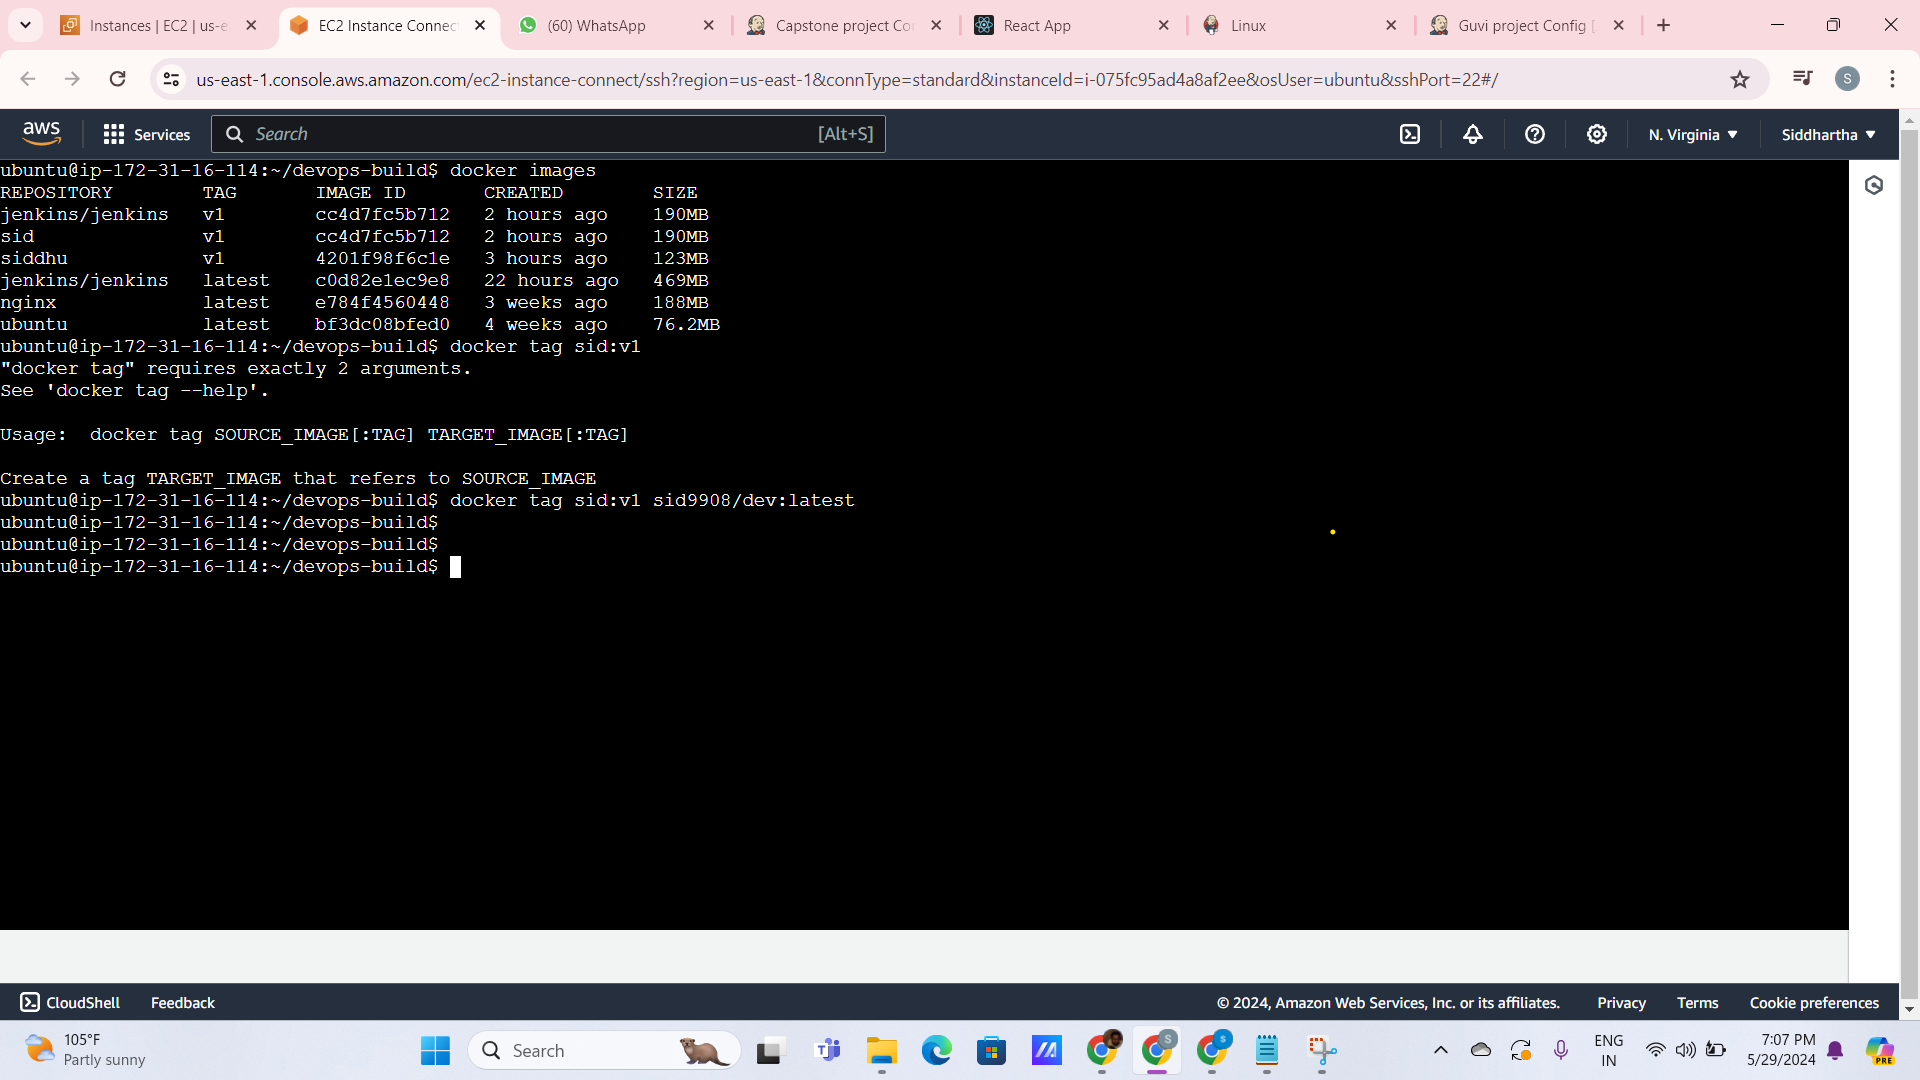 Instances | EC2 | us-e
EC2 Instance Connec
(60) WhatsApp
Capstone project Co
React App
Linux
Guvi project Config [
us-east-1.console.aws.amazon.com/ec2-instance-connect/ssh?region=us-east-1&connType=standard&instanceId=i-075fc95ad4a8af2ee&osUser=ubuntu&sshPort=22#/
S
aws
Services
Search
[Alt+S]
N. Virginia
Siddhartha
ubuntu@ip-172-31-16-114:~/devops-build$ docker images
REPOSITORY TAG IMAGE ID CREATED SIZE
jenkins/jenkins v1 cc4d7fc5b712 2 hours ago 190MB
sid v1 cc4d7fc5b712 2 hours ago 190MB
siddhu v1 4201f98f6c1e 3 hours ago 123MB
jenkins/jenkins latest c0d82e1ec9e8 22 hours ago 469MB
nginx latest e784f4560448 3 weeks ago 188MB
ubuntu latest bf3dc08bfed0 4 weeks ago 76.2MB
ubuntu@ip-172-31-16-114:~/devops-build$ docker tag sid:v1
"docker tag" requires exactly 2 arguments.
See 'docker tag --help'.
Usage:  docker tag SOURCE_IMAGE[:TAG] TARGET_IMAGE[:TAG]
Create a tag TARGET_IMAGE that refers to SOURCE_IMAGE
ubuntu@ip-172-31-16-114:~/devops-build$ docker tag sid:v1 sid9908/dev:latest
ubuntu@ip-172-31-16-114:~/devops-build$
ubuntu@ip-172-31-16-114:~/devops-build$
ubuntu@ip-172-31-16-114:~/devops-build$
CloudShell
Feedback
© 2024, Amazon Web Services, Inc. or its affiliates.
Privacy
Terms
Cookie preferences
105°F
Partly sunny
Search
S
S
ENG
IN
7:07 PM
5/29/2024
PRE